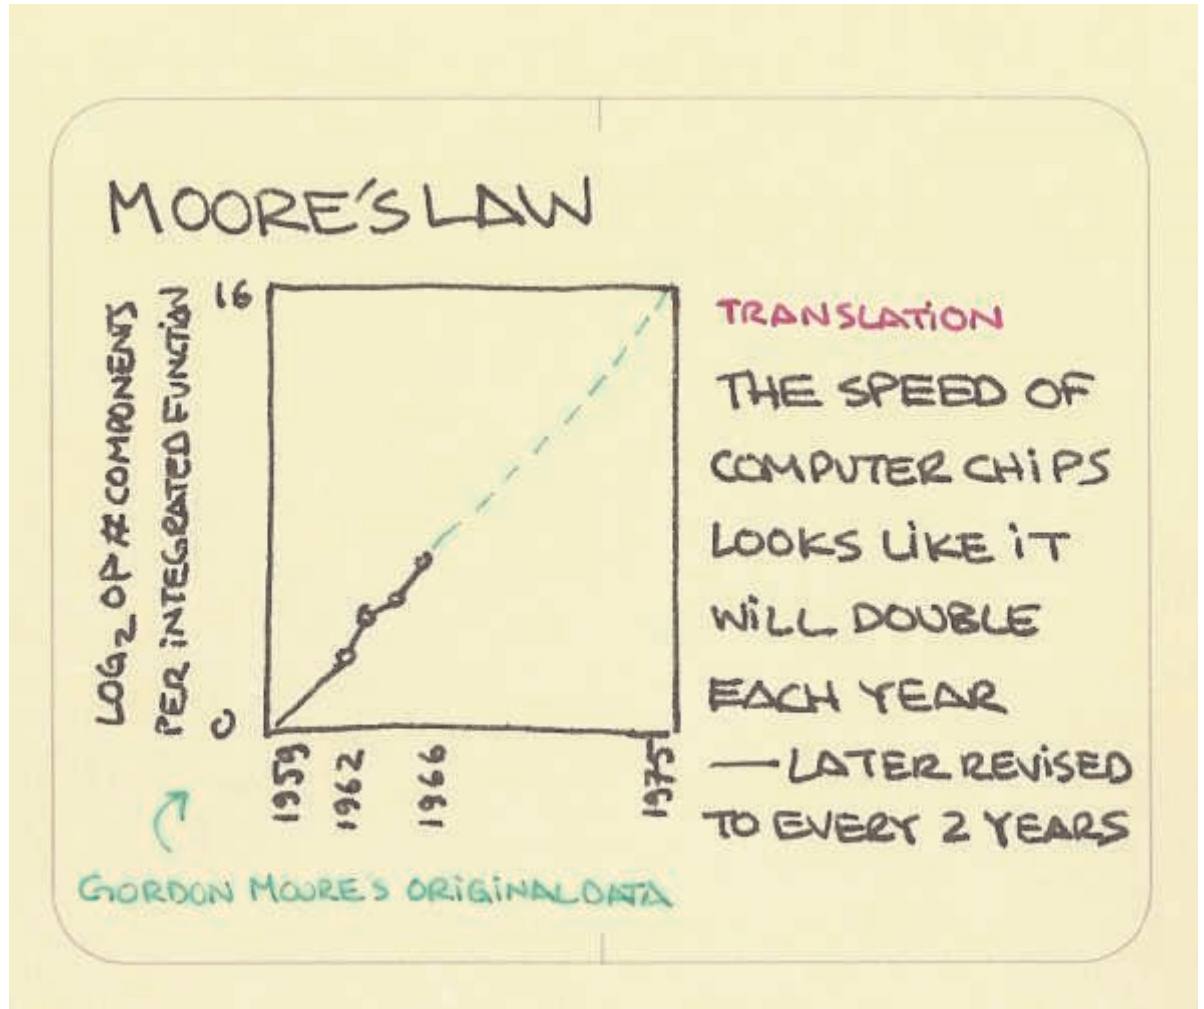 MOORE'S LAW
LOG₂ OF # COMPONENTS
PER INTEGRATED FUNCTION
16
0
1959
1962
1966
1975
GORDON MOORE'S ORIGINAL DATA
TRANSLATION
THE SPEED OF
COMPUTER CHIPS
LOOKS LIKE IT
WILL DOUBLE
EACH YEAR
— LATER REVISED
TO EVERY 2 YEARS